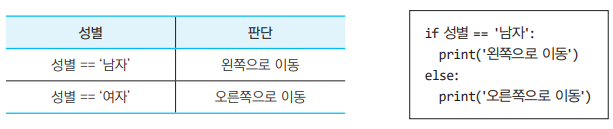 성별 판단
성별 == ‘남자’ 왼쪽으로 이동
성별 == ‘여자’ 오른쪽으로 이동
if 성별 == '남자':
  print('왼쪽으로 이동')
else:
  print('오른쪽으로 이동')